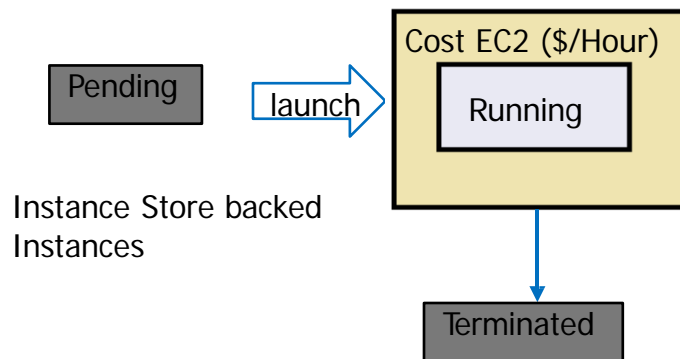 Cost EC2 ($/Hour)
Pending
launch
Running
Instance Store backed
Instances
Terminated